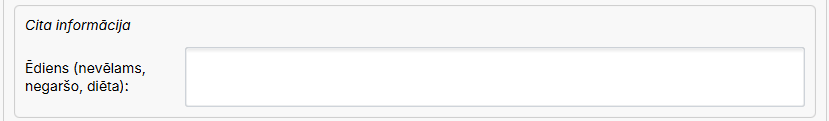 Cita informācija
Ēdiens (nevēlams,
negaršo, diēta):